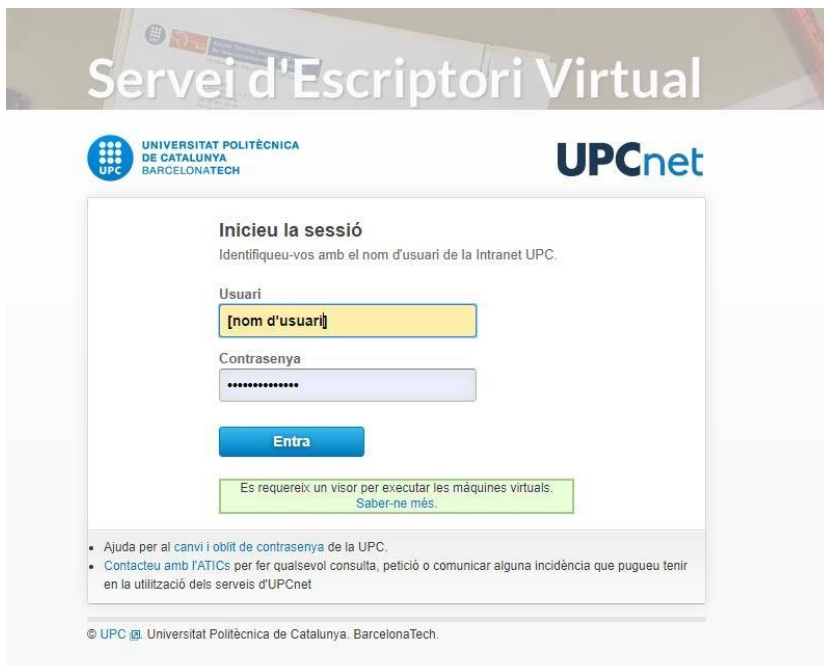 Servei d'Escriptori Virtual
UPC
UNIVERSITAT POLITÈCNICA
DE CATALUNYA
BARCELONATECH
UPCnet
Inicieu la sessió
Identifiqueu-vos amb el nom d'usuari de la Intranet UPC.
Usuari
[nom d'usuari]
Contrasenya
••••••••••••••
Entra
Es requereix un visor per executar les màquines virtuals.
Saber-ne més.
• Ajuda per al canvi i oblit de contrasenya de la UPC.
• Contacteu amb l'ATICs per fer qualsevol consulta, petició o comunicar alguna incidència que pugueu tenir
en la utilització dels serveis d'UPCnet
© UPC. Universitat Politècnica de Catalunya. BarcelonaTech.